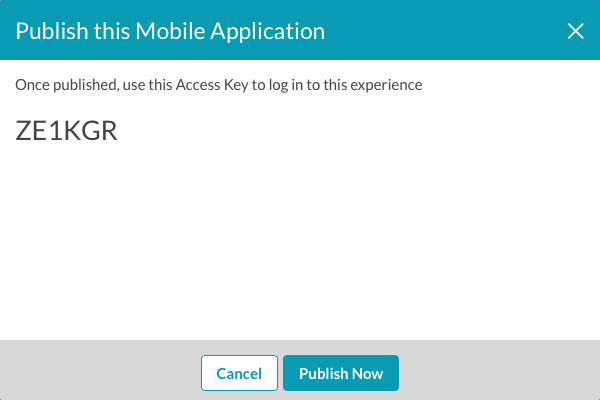 Publish this Mobile Application
Once published, use this Access Key to log in to this experience
ZE1KGR
Cancel Publish Now